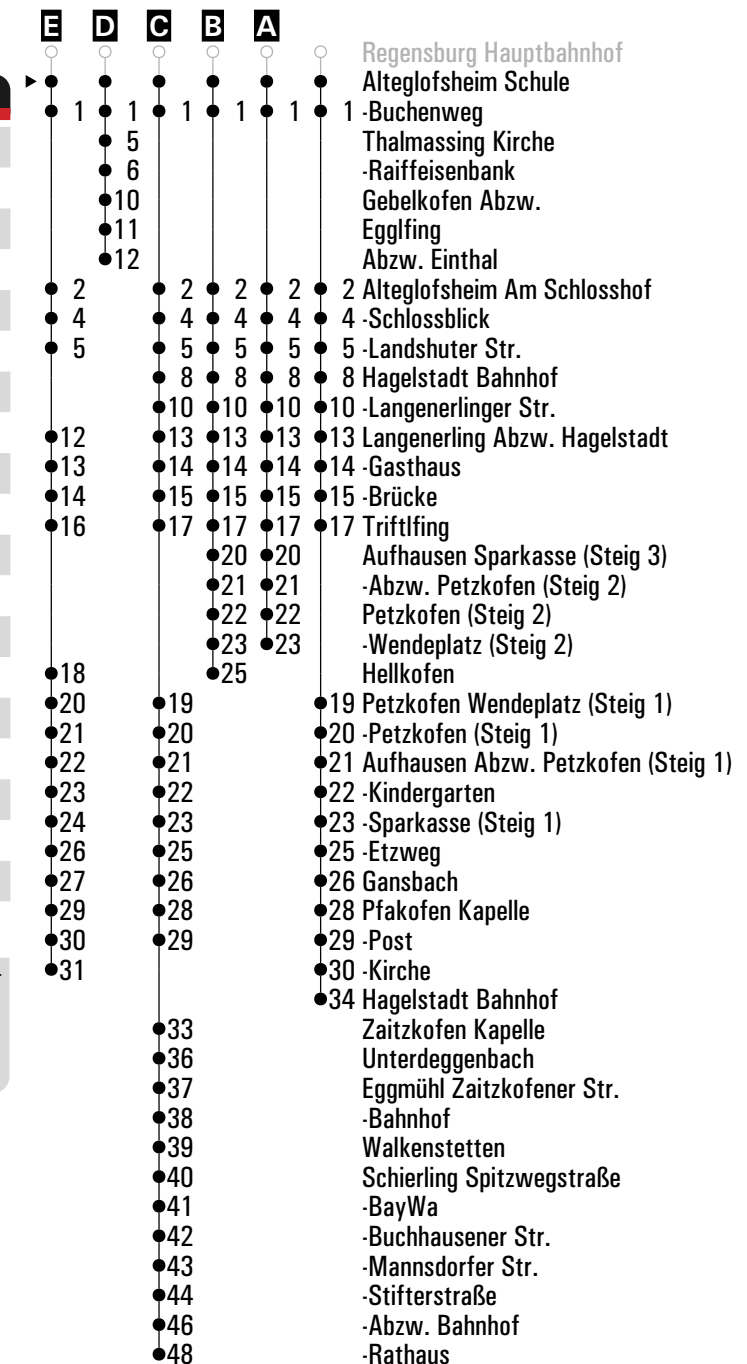 E D C B A
Regensburg Hauptbahnhof
Alteglofsheim Schule
1 1 1 1 1 1 -Buchenweg
5 Thalmassing Kirche
6 -Raiffeisenbank
10 Gebelkofen Abzw.
11 Egglfing
12 Abzw. Einthal
2 2 2 2 2 Alteglofsheim Am Schlosshof
4 4 4 4 4 -Schlossblick
5 5 5 5 5 -Landshuter Str.
8 8 8 8 Hagelstadt Bahnhof
10 10 10 10 -Langenerlinger Str.
12 13 13 13 13 Langenerling Abzw. Hagelstadt
13 14 14 14 14 -Gasthaus
14 15 15 15 15 -Brücke
16 17 17 17 17 Triftlfing
20 20 Aufhausen Sparkasse (Steig 3)
21 21 -Abzw. Petzkofen (Steig 2)
22 22 Petzkofen (Steig 2)
23 23 -Wendeplatz (Steig 2)
18 25 Hellkofen
20 19 19 Petzkofen Wendeplatz (Steig 1)
21 20 20 -Petzkofen (Steig 1)
22 21 21 Aufhausen Abzw. Petzkofen (Steig 1)
23 22 22 -Kindergarten
24 23 23 -Sparkasse (Steig 1)
26 25 25 -Etzweg
27 26 26 Gansbach
29 28 28 Pfakofen Kapelle
30 29 29 -Post
31 30 -Kirche
34 Hagelstadt Bahnhof
33 Zaitzkofen Kapelle
36 Unterdeggenbach
37 Eggmühl Zaitzkofener Str.
38 -Bahnhof
39 Walkenstetten
40 Schierling Spitzwegstraße
41 -BayWa
42 -Buchhausener Str.
43 -Mannsdorfer Str.
44 -Stifterstraße
46 -Abzw. Bahnhof
48 -Rathaus